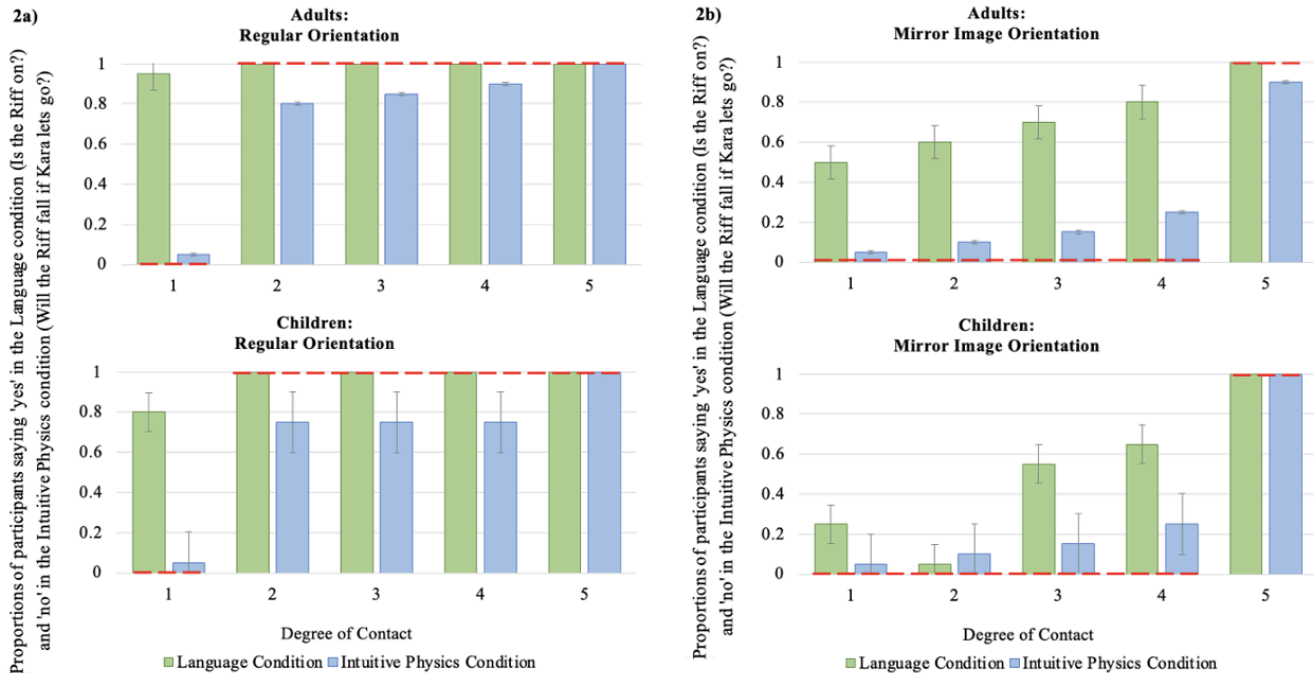 2a)
Proportions of participants saying 'yes' in the Language condition (Is the Riff on?)
and 'no' in the Intuitive Physics condition (Will the Riff fall if Kara lets go?)
Adults:
Regular Orientation
1
0.8
0.6
0.4
0.2
0
1 2 3 4 5
Children:
Regular Orientation
1
0.8
0.6
0.4
0.2
0
1 2 3 4 5
Degree of Contact
Language Condition Intuitive Physics Condition
2b)
Proportions of participants saying 'yes' in the Language condition (Is the Riff on?)
and 'no' in the Intuitive Physics condition (Will the Riff fall if Kara lets go?)
Adults:
Mirror Image Orientation
1
0.8
0.6
0.4
0.2
0
1 2 3 4 5
Children:
Mirror Image Orientation
1
0.8
0.6
0.4
0.2
0
1 2 3 4 5
Degree of Contact
Language Condition Intuitive Physics Condition